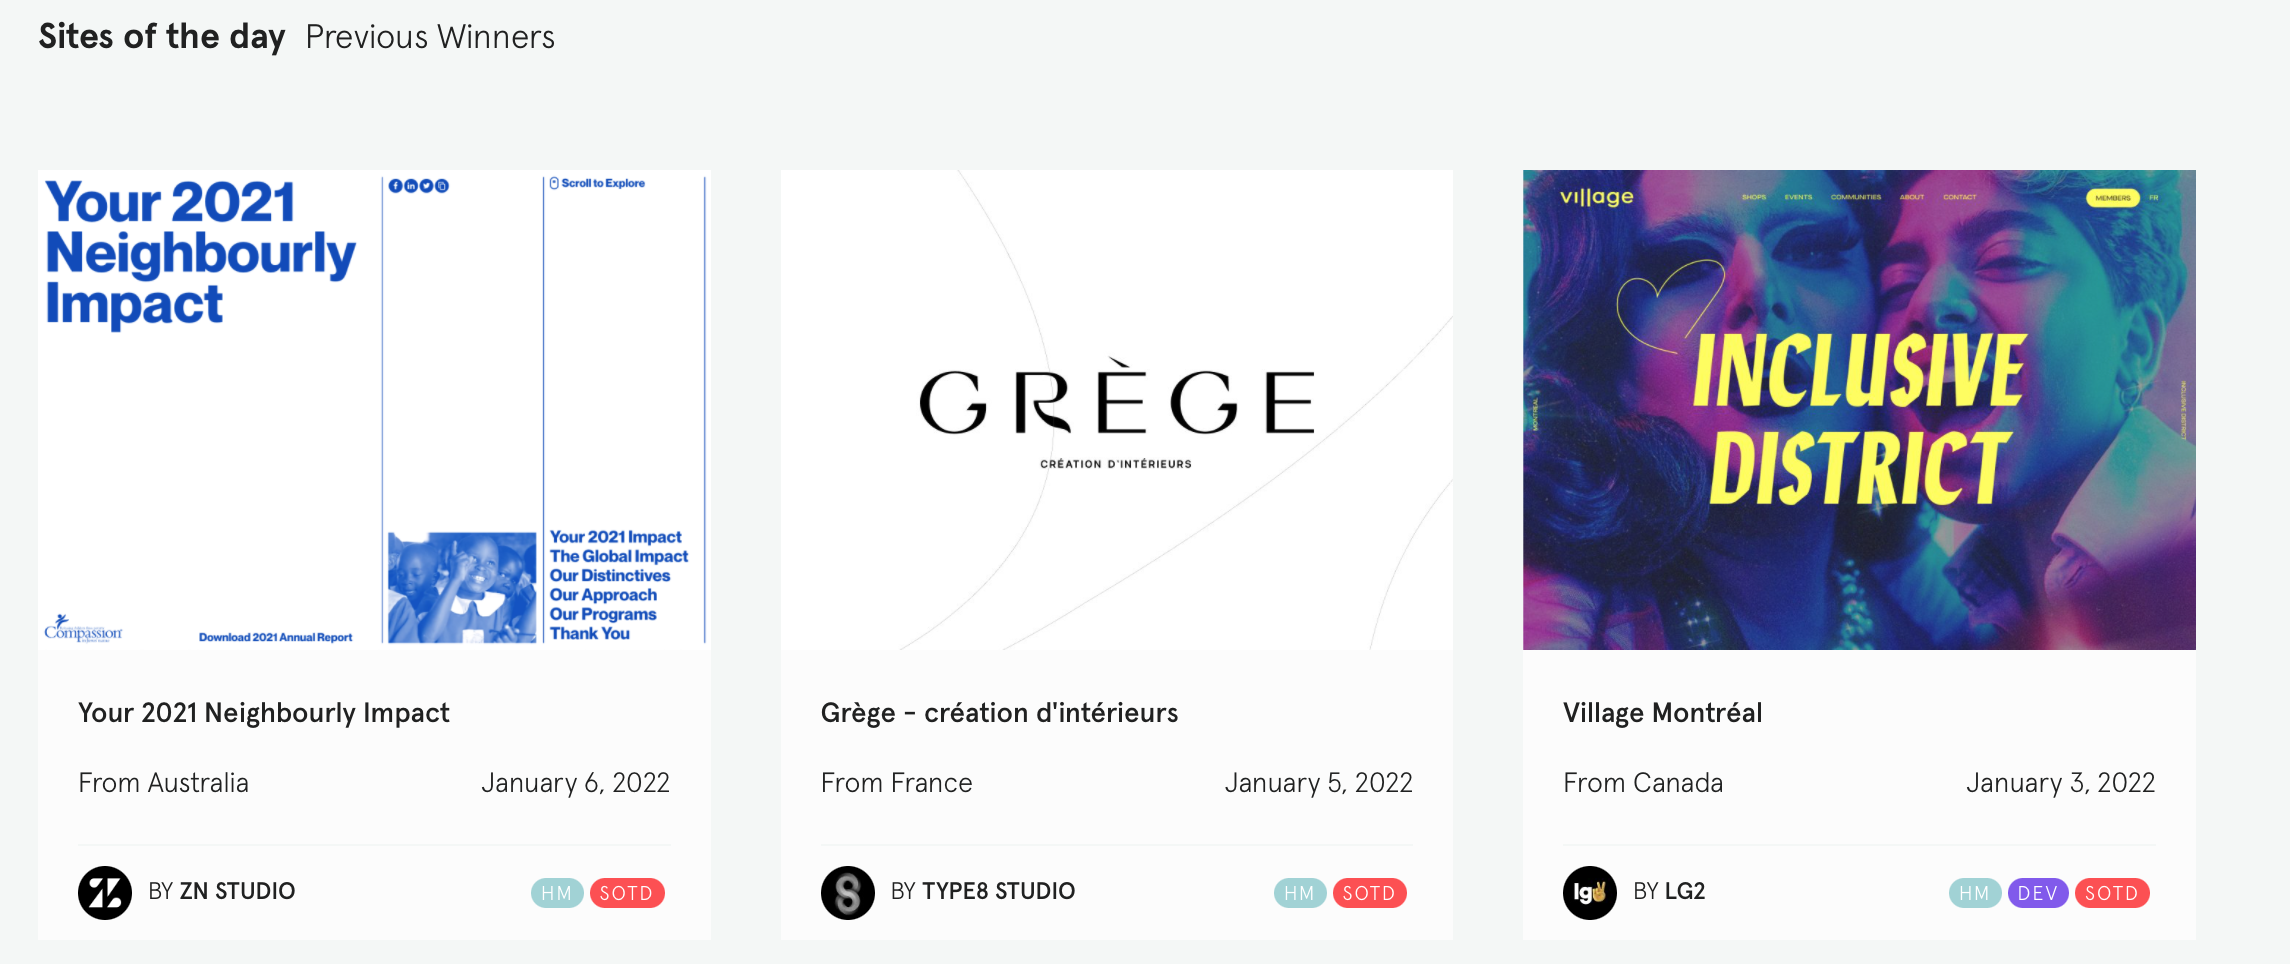 Sites of the day Previous Winners
Your 2021
Neighbourly
Impact
Scroll to Explore
Your 2021 Impact
The Global Impact
Our Distinctives
Our Approach
Our Programs
Thank You
Compassion
Download 2021 Annual Report
Your 2021 Neighbourly Impact
From Australia January 6, 2022
BY ZN STUDIO HM SOTD
GRÈGE
CRÉATION D'INTÉRIEURS
Grège - création d'intérieurs
From France January 5, 2022
BY TYPE8 STUDIO HM SOTD
village SHOPS EVENTS COMMUNITIES ABOUT CONTACT MEMBERS FR
INCLUSIVE
DISTRICT
MONTRÉAL
INCLUSIVE DISTRICT
Village Montréal
From Canada January 3, 2022
lg BY LG2 HM DEV SOTD